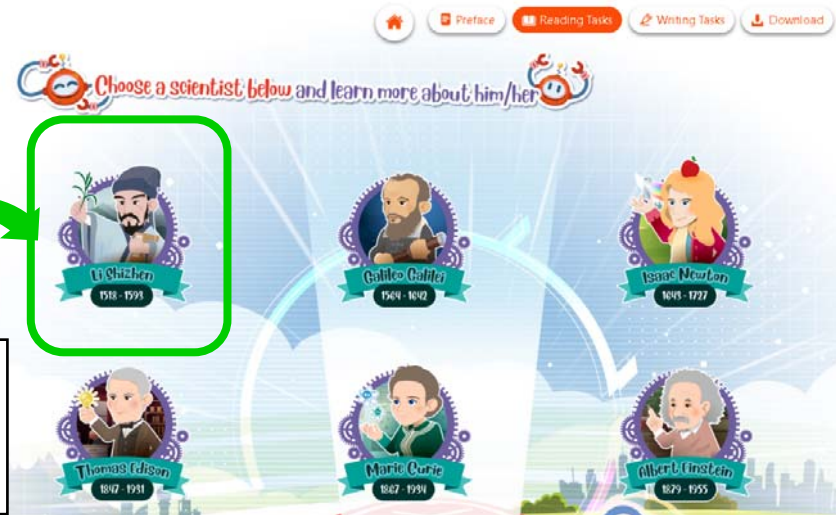 Preface
Reading Tasks
Writing Tasks
Download
Choose a scientist below and learn more about him/her
Li Shizhen
1518 - 1593
Galileo Galilei
1564 - 1642
Isaac Newton
1643 - 1727
Thomas Edison
1847 - 1931
Marie Curie
1867 - 1934
Albert Einstein
1879 - 1955